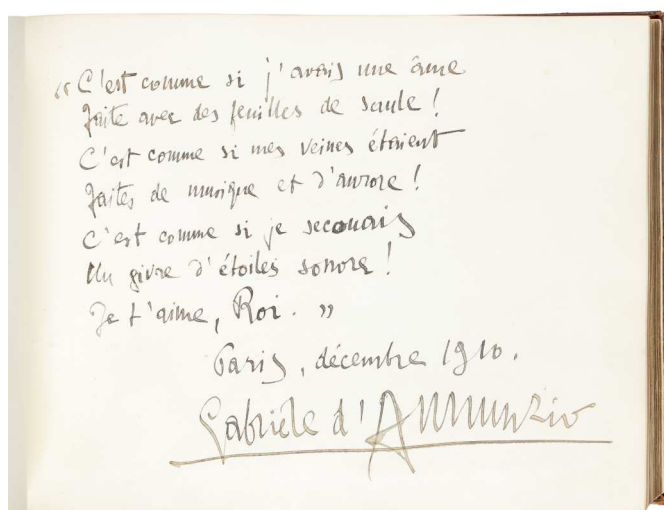 « C'est comme si j'avais une âme
faite avec des feuilles de saule !
C'est comme si mes veines étaient
faites de musique et d'aurore !
C'est comme si je secouais
Un givre d'étoiles sonore !
Je t'aime, Roi. »
Paris, décembre 1910.
Gabriele d'Annunzio